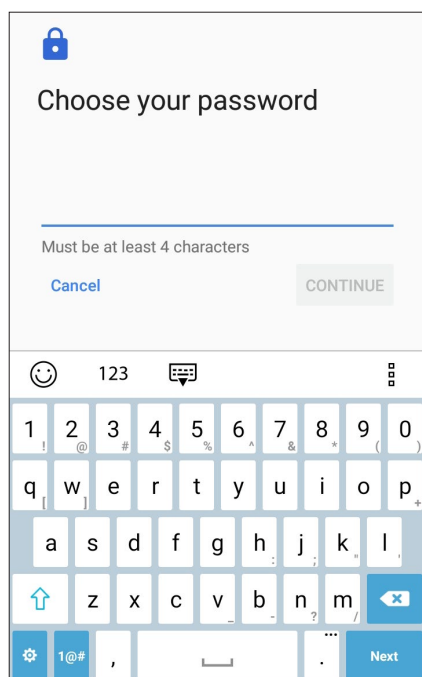 Choose your password
Must be at least 4 characters
Cancel CONTINUE
123
1 ! 2 @ 3 # 4 $ 5 % 6 ^ 7 & 8 * 9 ( 0 )
q [ w ] e r t y u i o p +
a s d f g h : j ; k " l '
z x c v _ b - n ? m /
1@# , . ... Next